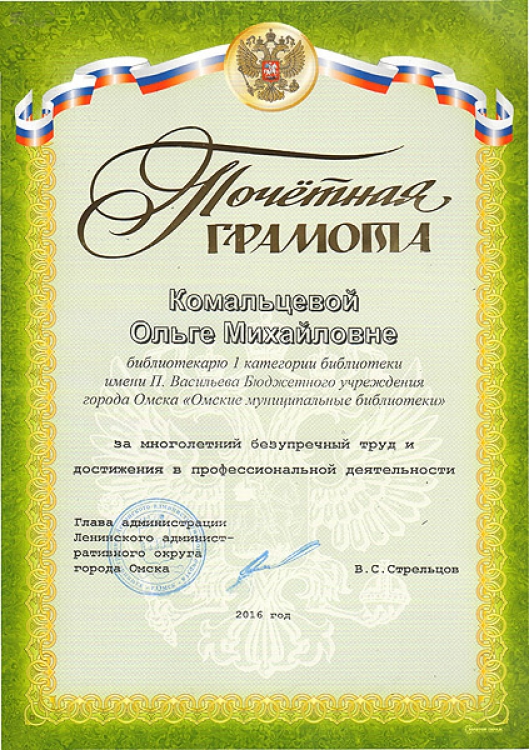 Почётная
ГРАМОТА
Комальцевой
Ольге Михайловне
библиотекарю 1 категории библиотеки
имени П. Васильева Бюджетного учреждения
города Омска «Омские муниципальные библиотеки»
за многолетний безупречный труд и
достижения в профессиональной деятельности
Глава администрации
Ленинского админист-
ративного округа
города Омска
В.С.Стрельцов
2016 год